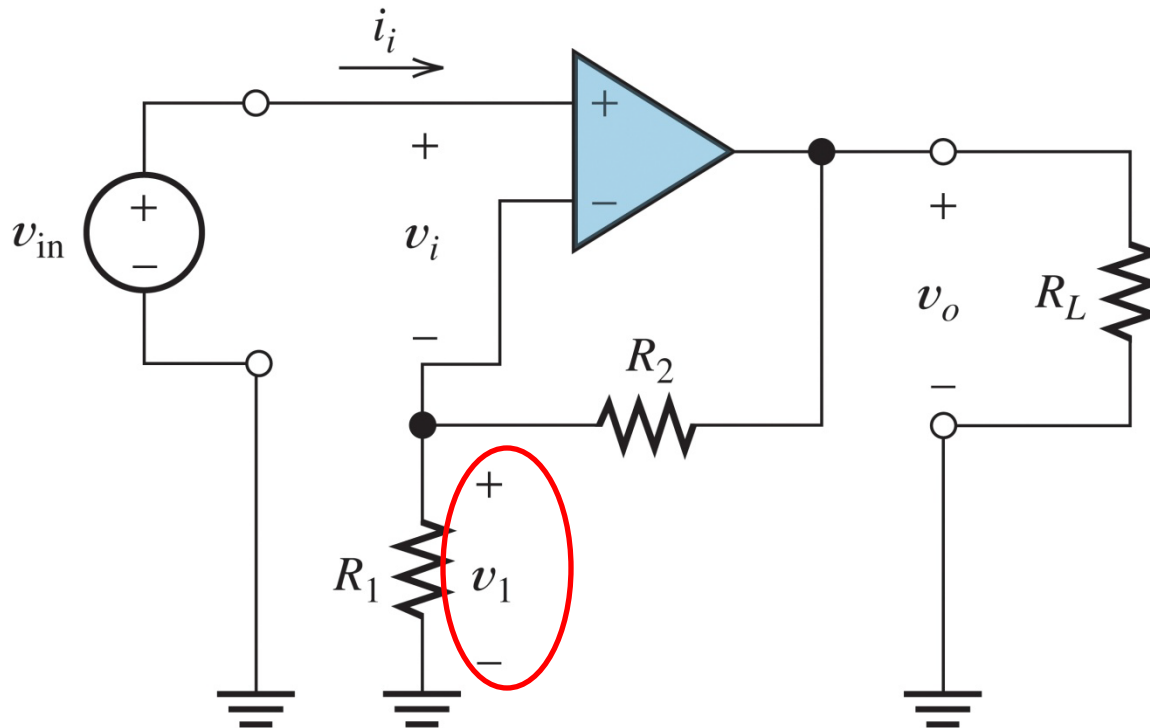 i_i
+
+
−
v_in
+
−
v_i
−
+
v_o
−
R_L
R_2
+
R_1
v_1
−